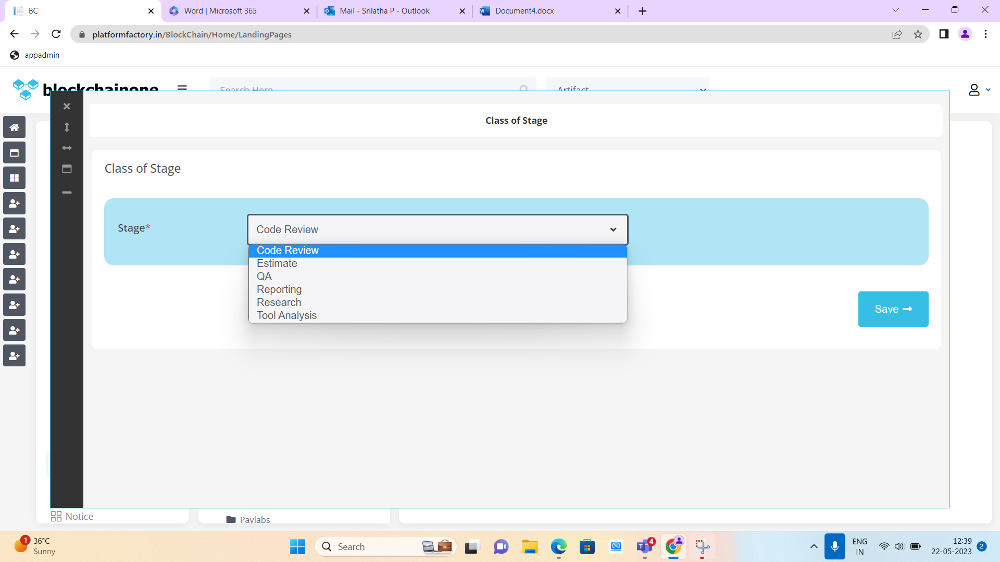 BC
Word | Microsoft 365
Mail - Srilatha P - Outlook
Document4.docx
platformfactory.in/BlockChain/Home/LandingPages
appadmin
blockchainone
Search Here
Artifact
Class of Stage
Class of Stage
Stage*
Code Review
Code Review
Estimate
QA
Reporting
Research
Tool Analysis
Save
Notice
Paylabs
1
36°C
Sunny
Search
4
ENG
IN
12:39
22-05-2023
2